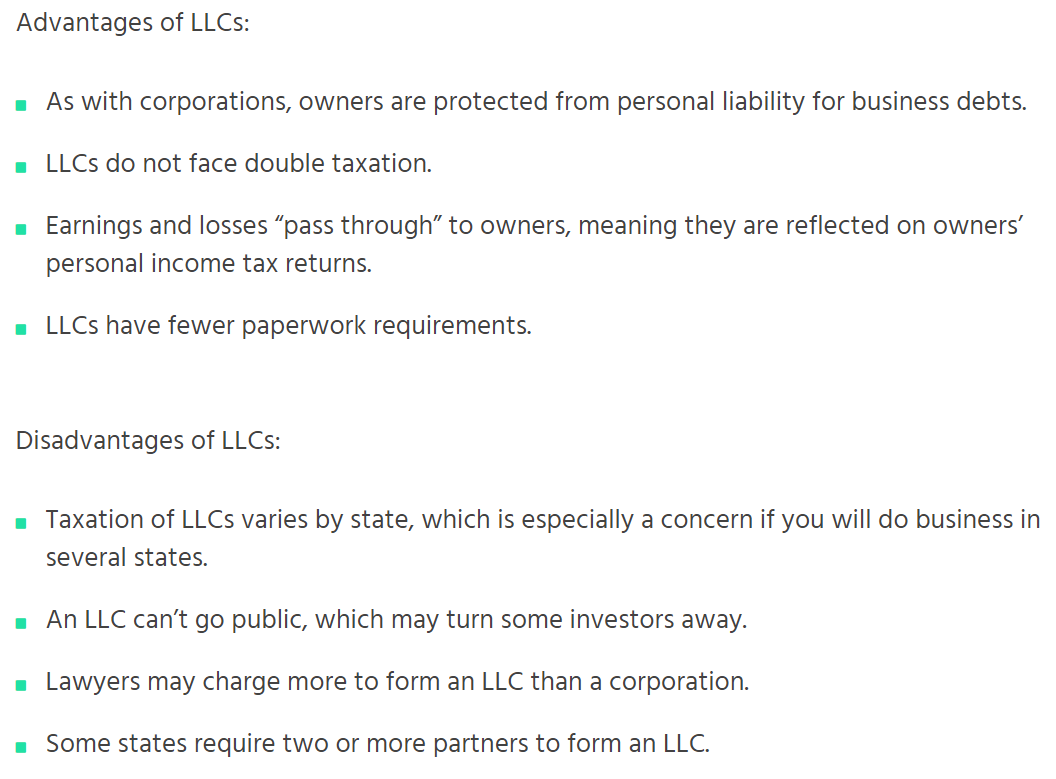 Advantages of LLCs:
As with corporations, owners are protected from personal liability for business debts.
LLCs do not face double taxation.
Earnings and losses “pass through” to owners, meaning they are reflected on owners’
personal income tax returns.
LLCs have fewer paperwork requirements.
Disadvantages of LLCs:
Taxation of LLCs varies by state, which is especially a concern if you will do business in
several states.
An LLC can’t go public, which may turn some investors away.
Lawyers may charge more to form an LLC than a corporation.
Some states require two or more partners to form an LLC.